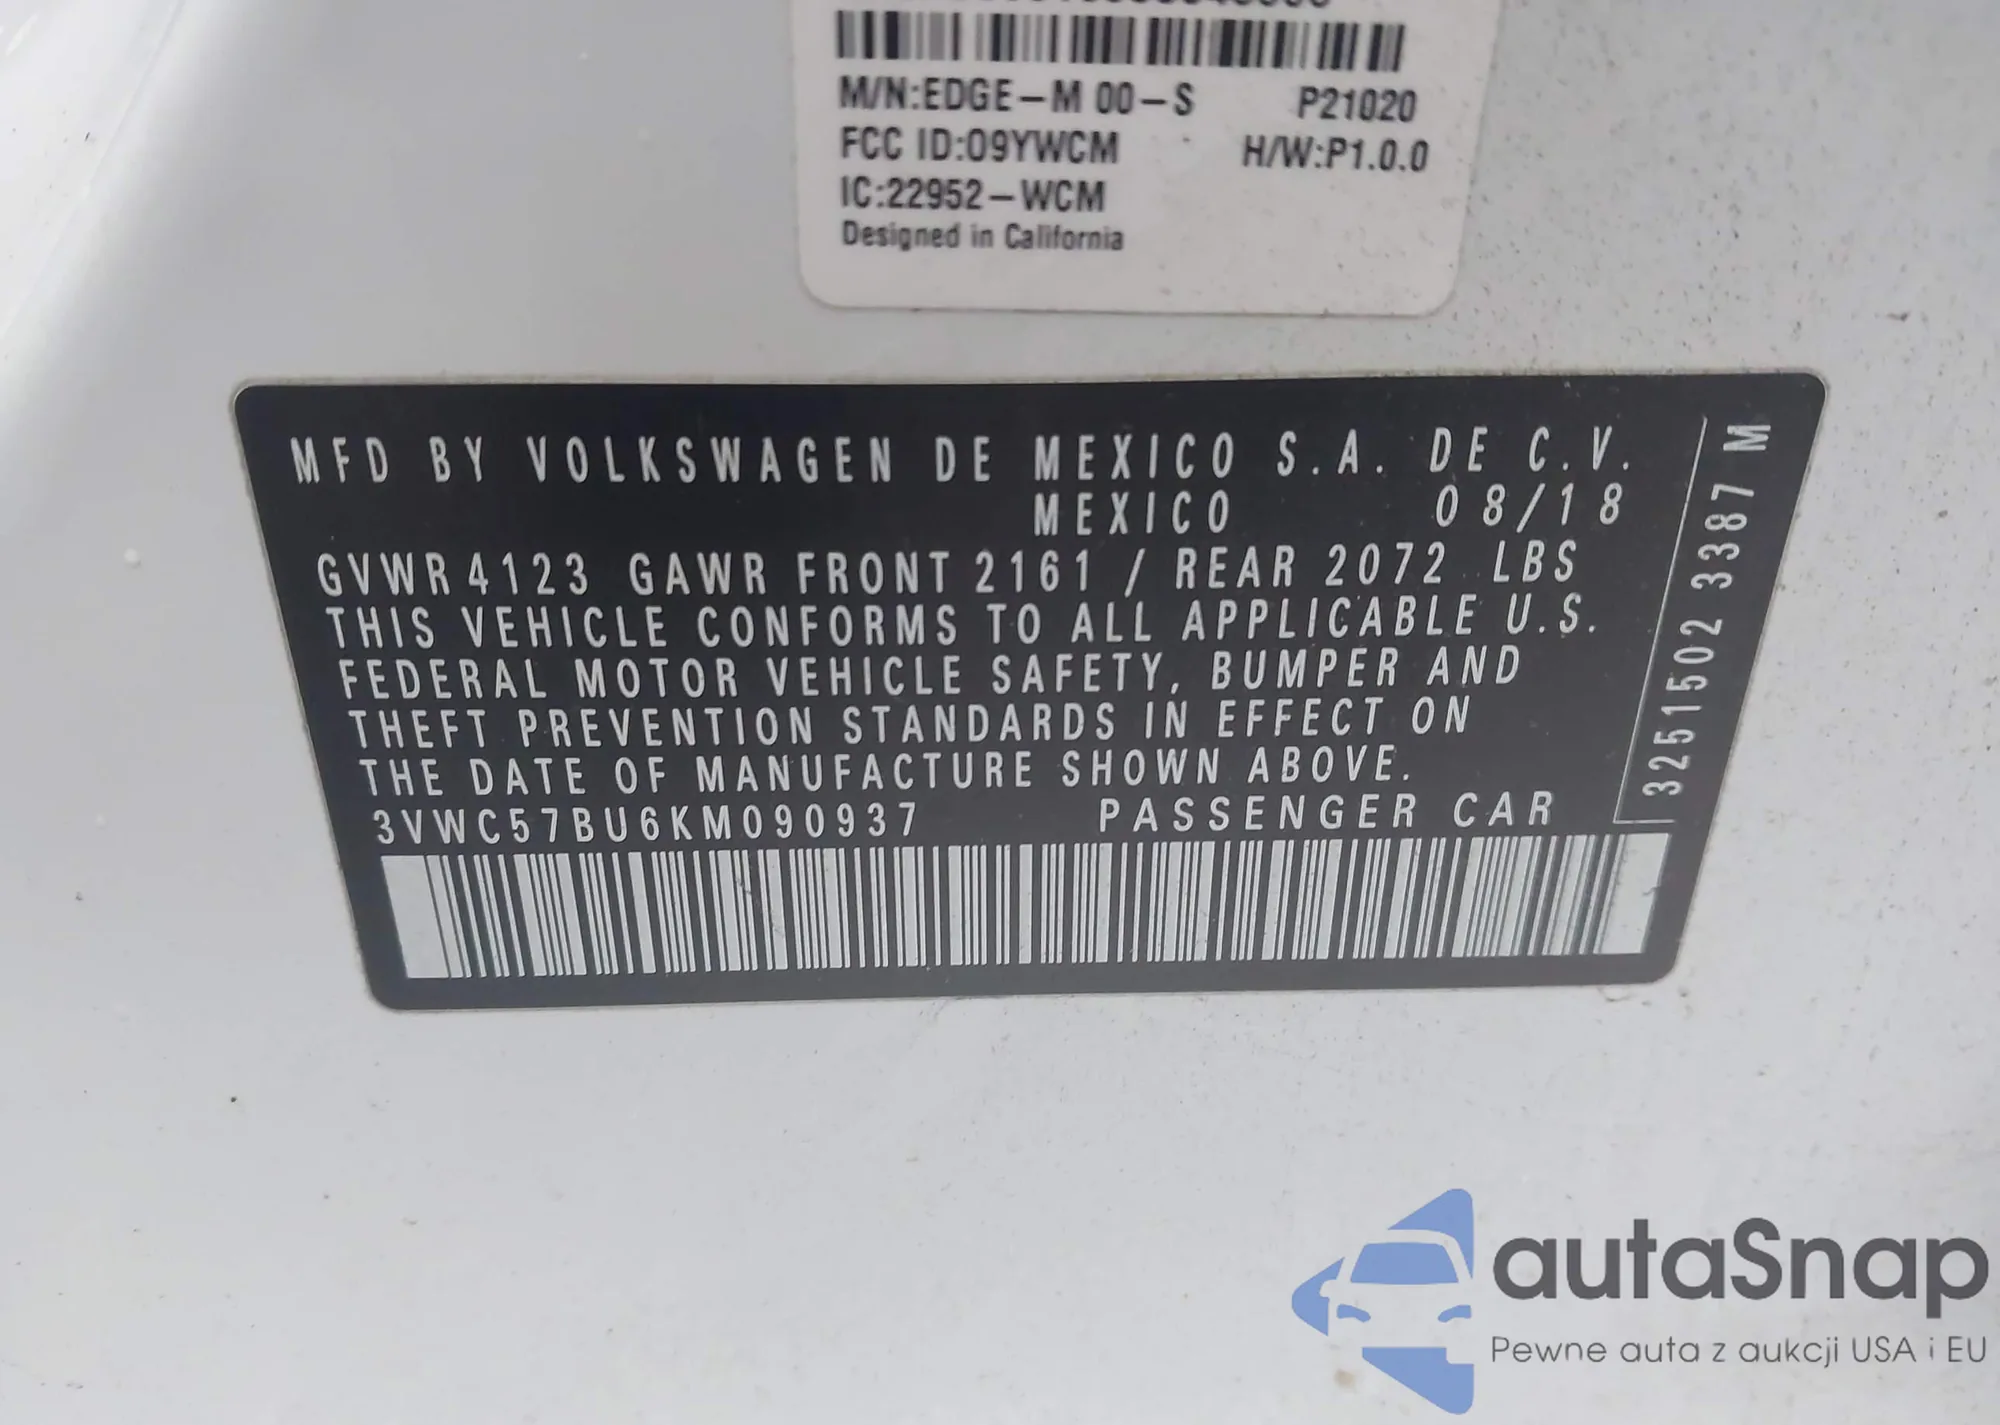 M/N:EDGE-M 00-S P21020
FCC ID:O9YWCM H/W:P1.0.0
IC:22952-WCM
Designed in California
MFD BY VOLKSWAGEN DE MEXICO S.A. DE C.V.
MEXICO 08/18
GVWR 4123 GAWR FRONT 2161 / REAR 2072 LBS
THIS VEHICLE CONFORMS TO ALL APPLICABLE U.S.
FEDERAL MOTOR VEHICLE SAFETY, BUMPER AND
THEFT PREVENTION STANDARDS IN EFFECT ON
THE DATE OF MANUFACTURE SHOWN ABOVE.
3VWC57BU6KM090937 PASSENGER CAR
3251502 3387 M
autaSnap
Pewne auta z aukcji USA i EU